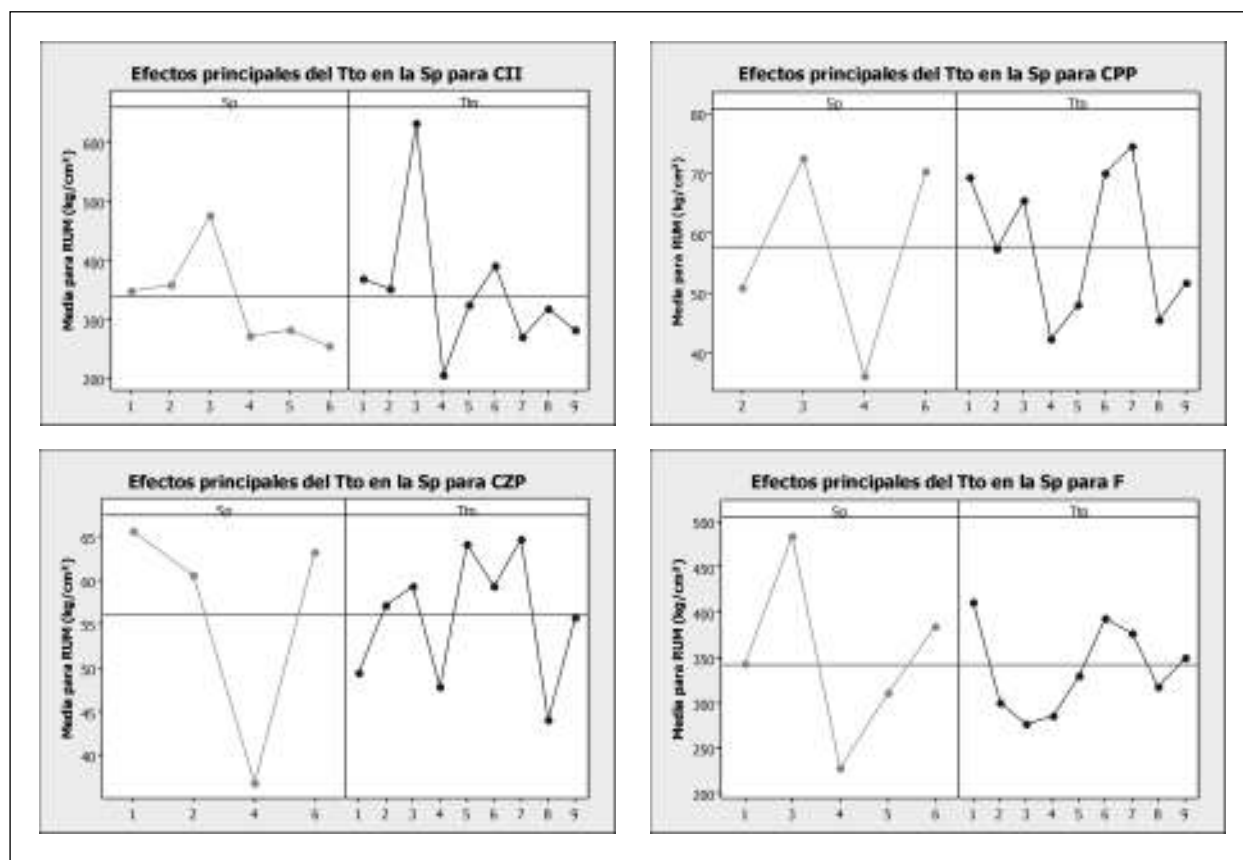 Efectos principales del Tto en la Sp para CII
Sp Tto
Media para RUM (kg/cm²)
600
500
400
300
200
1 2 3 4 5 6 1 2 3 4 5 6 7 8 9
Efectos principales del Tto en la Sp para CPP
Sp Tto
Media para RUM (kg/cm²)
80
70
60
50
40
2 3 4 6 1 2 3 4 5 6 7 8 9
Efectos principales del Tto en la Sp para CZP
Sp Tto
Media para RUM (kg/cm²)
65
60
55
50
45
40
1 2 4 6 1 2 3 4 5 6 7 8 9
Efectos principales del Tto en la Sp para F
Sp Tto
Media para RUM (kg/cm²)
500
450
400
350
300
250
200
1 3 4 5 6 1 2 3 4 5 6 7 8 9